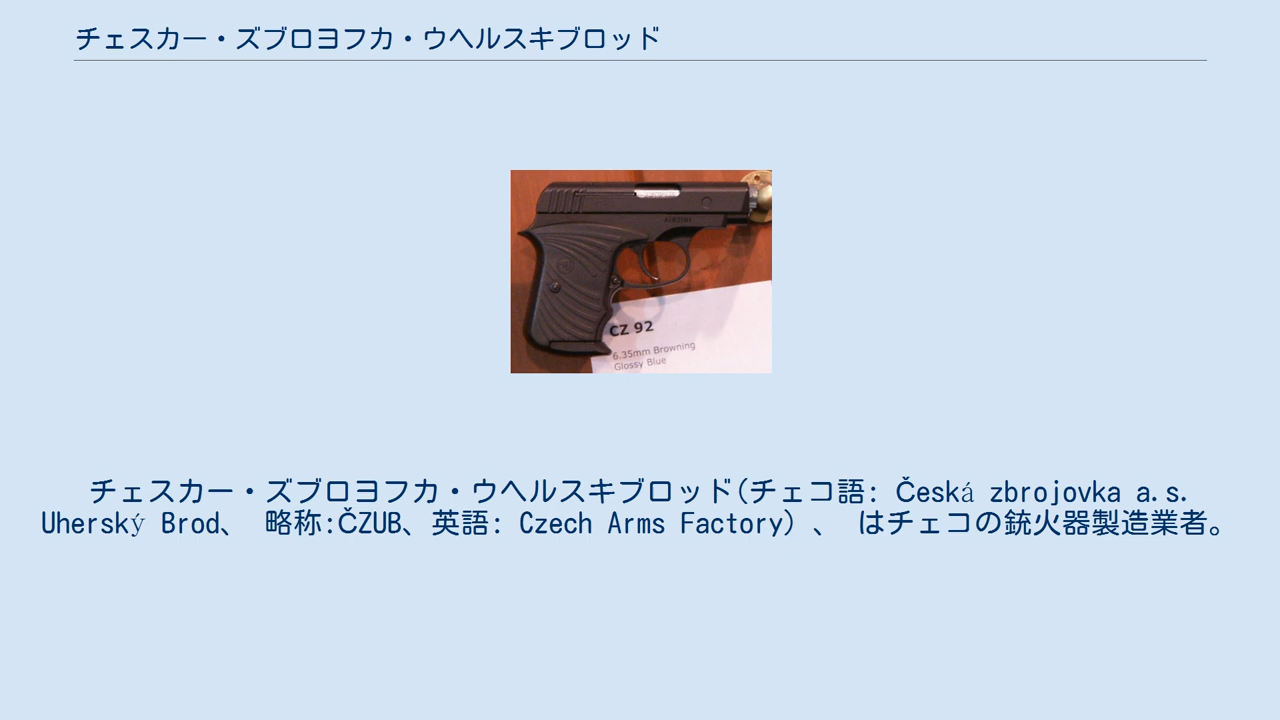 チェスカー・ズブロヨフカ・ウヘルスキブロッド
CZ 92
6.35mm Browning
Glossy Blue
チェスカー・ズブロヨフカ・ウヘルスキブロッド(チェコ語: Česká zbrojovka a.s.
Uherský Brod、 略称:ČZUB、英語: Czech Arms Factory) 、 はチェコの銃火器製造業者。